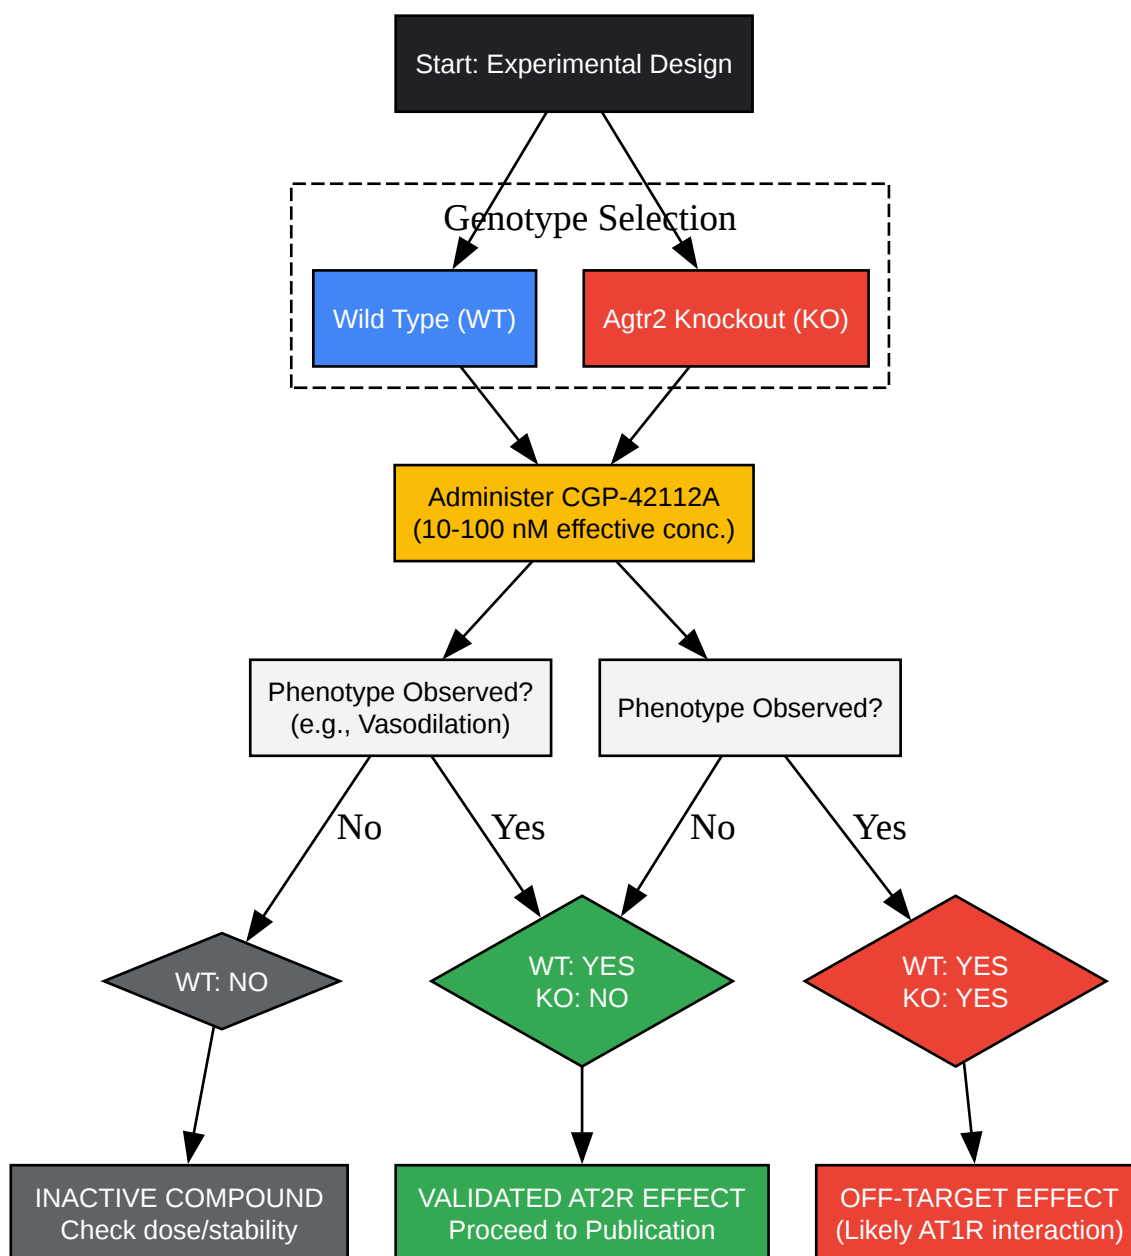 Start: Experimental Design
Genotype Selection
Wild Type (WT)
Agtr2 Knockout (KO)
Administer CGP-42112A
(10-100 nM effective conc.)
Phenotype Observed?
(e.g., Vasodilation)
Phenotype Observed?
No
Yes
No
Yes
WT: NO
WT: YES
KO: NO
WT: YES
KO: YES
INACTIVE COMPOUND
Check dose/stability
VALIDATED AT2R EFFECT
Proceed to Publication
OFF-TARGET EFFECT
(Likely AT1R interaction)